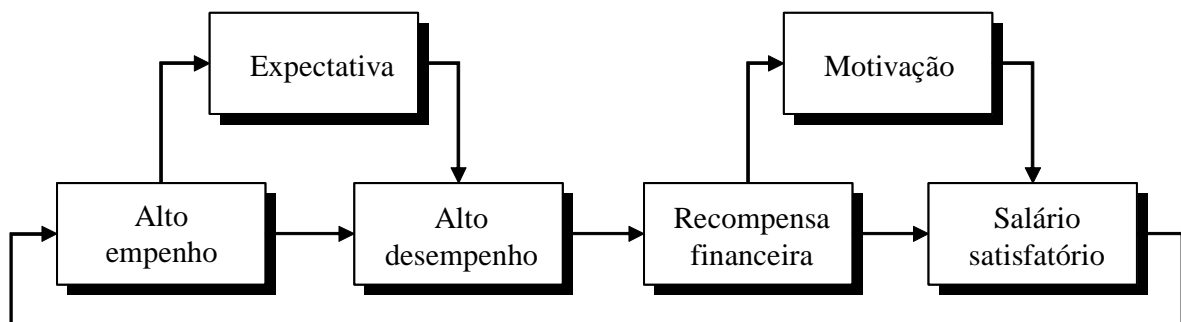 Expectativa
Motivação
Alto
empenho
Alto
desempenho
Recompensa
financeira
Salário
satisfatório